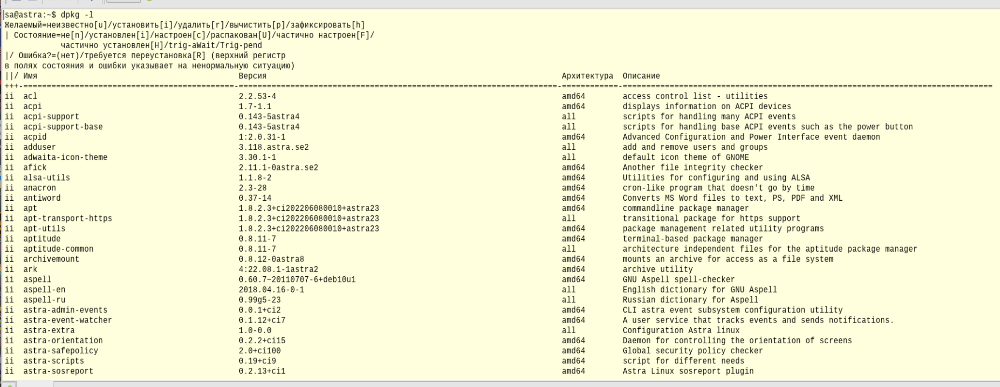 sa@astra:~$ dpkg -l
Желаемый=неизвестно[u]/установить[i]/удалить[r]/вычистить[p]/зафиксировать[h]
| Состояние=не[n]/установлен[i]/настроен[c]/распакован[U]/частично настроен[F]/
            частично установлен[H]/trig-aWait/Trig-pend
|/ Ошибка?=(нет)/требуется переустановка[R] (верхний регистр
в полях состояния и ошибки указывает на ненормальную ситуацию)
||/ Имя Версия Архитектура Описание
+++-=============================================-====================================================================-============-===============================================================================
ii acl 2.2.53-4 amd64 access control list - utilities
ii acpi 1.7-1.1 amd64 displays information on ACPI devices
ii acpi-support 0.143-5astra4 all scripts for handling many ACPI events
ii acpi-support-base 0.143-5astra4 all scripts for handling base ACPI events such as the power button
ii acpid 1:2.0.31-1 amd64 Advanced Configuration and Power Interface event daemon
ii adduser 3.118.astra.se2 all add and remove users and groups
ii adwaita-icon-theme 3.30.1-1 all default icon theme of GNOME
ii afick 2.11.1-0astra.se2 amd64 Another file integrity checker
ii alsa-utils 1.1.8-2 amd64 Utilities for configuring and using ALSA
ii anacron 2.3-28 amd64 cron-like program that doesn't go by time
ii antiword 0.37-14 amd64 Converts MS Word files to text, PS, PDF and XML
ii apt 1.8.2.3+ci202206080010+astra23 amd64 commandline package manager
ii apt-transport-https 1.8.2.3+ci202206080010+astra23 all transitional package for https support
ii apt-utils 1.8.2.3+ci202206080010+astra23 amd64 package management related utility programs
ii aptitude 0.8.11-7 amd64 terminal-based package manager
ii aptitude-common 0.8.11-7 all architecture independent files for the aptitude package manager
ii archivemount 0.8.12-0astra8 amd64 mounts an archive for access as a file system
ii ark 4:22.08.1-1astra2 amd64 archive utility
ii aspell 0.60.7~20110707-6+deb10u1 amd64 GNU Aspell spell-checker
ii aspell-en 2018.04.16-0-1 all English dictionary for GNU Aspell
ii aspell-ru 0.99g5-23 all Russian dictionary for Aspell
ii astra-admin-events 0.0.1+ci2 amd64 CLI astra event subsystem configuration utility
ii astra-event-watcher 0.1.12+ci7 amd64 A user service that tracks events and sends notifications.
ii astra-extra 1.0-0.0 all Configuration Astra linux
ii astra-orientation 0.2.2+ci15 amd64 Daemon for controlling the orientation of screens
ii astra-safepolicy 2.0+ci100 amd64 Global security policy checker
ii astra-scripts 0.19+ci9 amd64 script for different needs
ii astra-sosreport 0.2.13+ci1 amd64 Astra Linux sosreport plugin